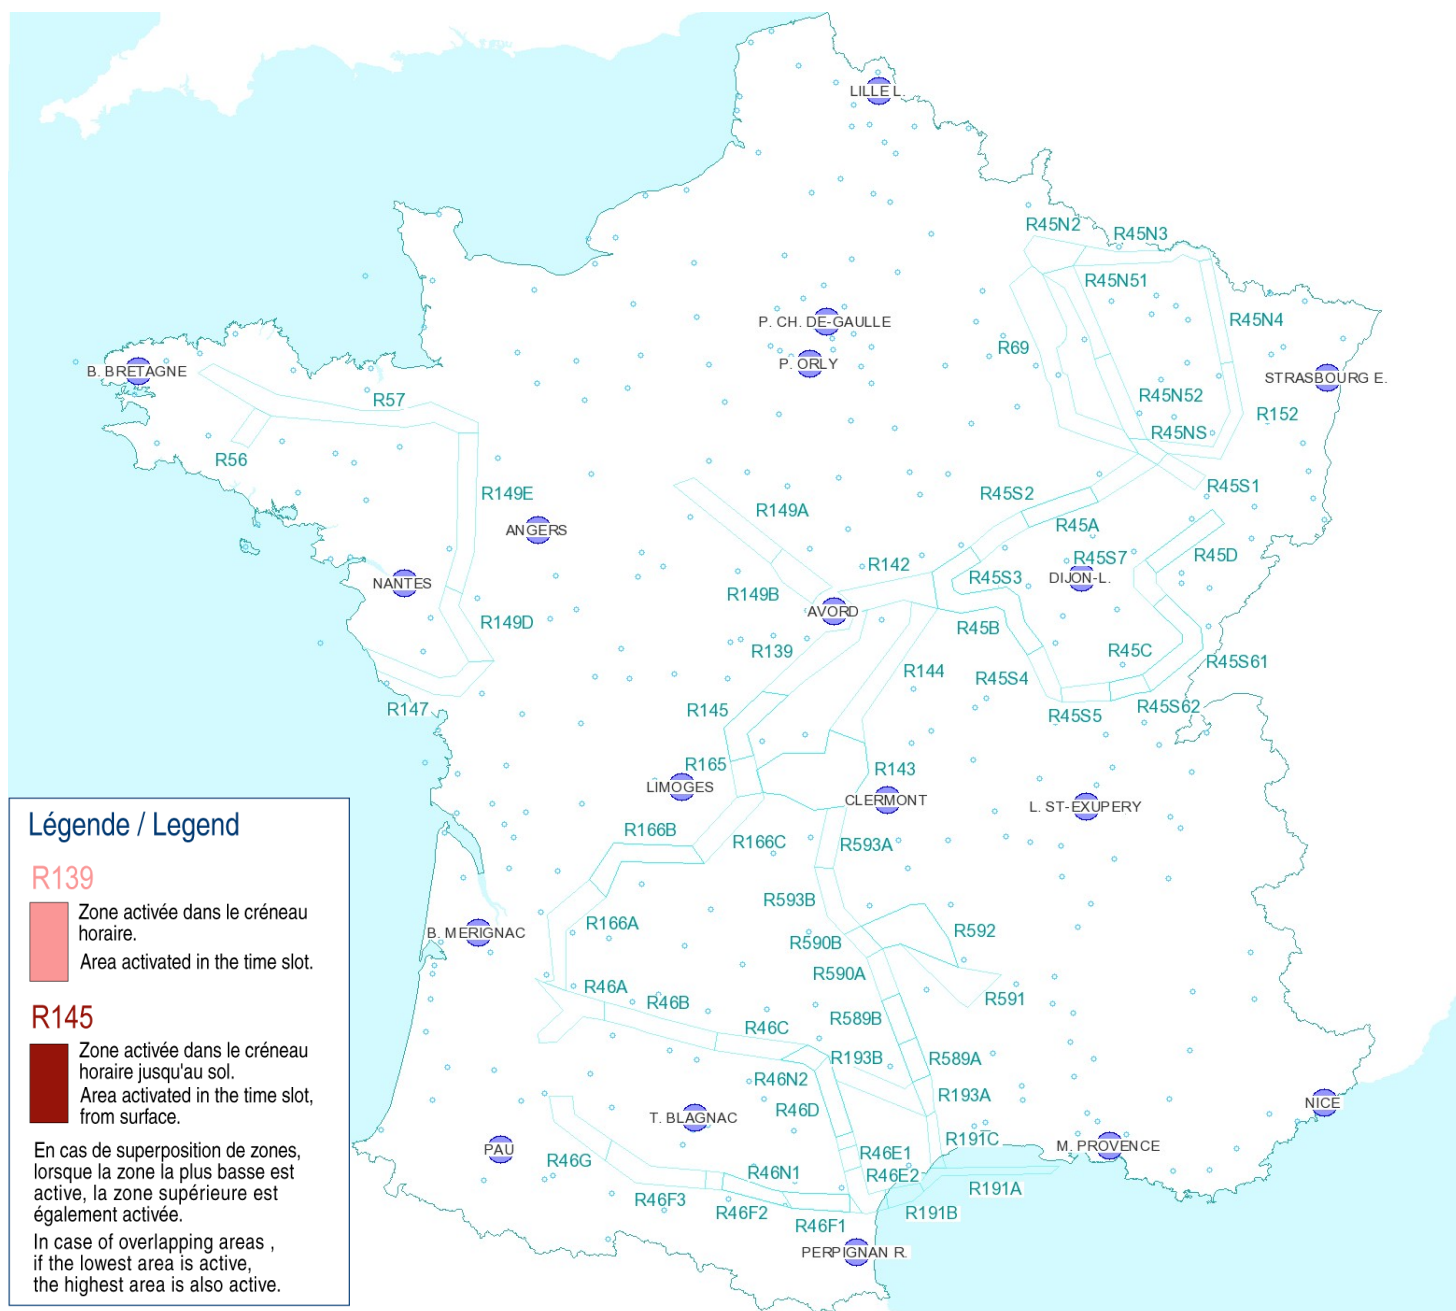 LILLE L.
R45N2
R45N3
R45N51
P. CH. DE-GAULLE
R45N4
R69
P. ORLY
B. BRETAGNE
STRASBOURG E.
R57
R45N52
R152
R45NS
R56
R149E
R45S2
R45S1
R149A
R45A
ANGERS
R45D
R142
R45S7
NANTES
R45S3
DIJON-L.
R149B
AVORD
R149D
R45B
R139
R45C
R45S61
R144
R45S4
R147
R145
R45S5
R45S62
R165
R143
LIMOGES
CLERMONT
L. ST-EXUPERY
R166B
R166C
R593A
R593B
R166A
B. MERIGNAC
R590B
R592
R590A
R46A
R46B
R591
R46C
R589B
R193B
R589A
R46N2
R193A
NICE
R46D
T. BLAGNAC
R191C
M. PROVENCE
PAU
R46E1
R46G
R46N1
R46E2
R191A
R46F3
R46F2
R191B
R46F1
PERPIGNAN R.
Légende / Legend
R139
Zone activée dans le créneau
horaire.
Area activated in the time slot.
R145
Zone activée dans le créneau
horaire jusqu'au sol.
Area activated in the time slot,
from surface.
En cas de superposition de zones,
lorsque la zone la plus basse est
active, la zone supérieure est
également activée.
In case of overlapping areas ,
if the lowest area is active,
the highest area is also active.